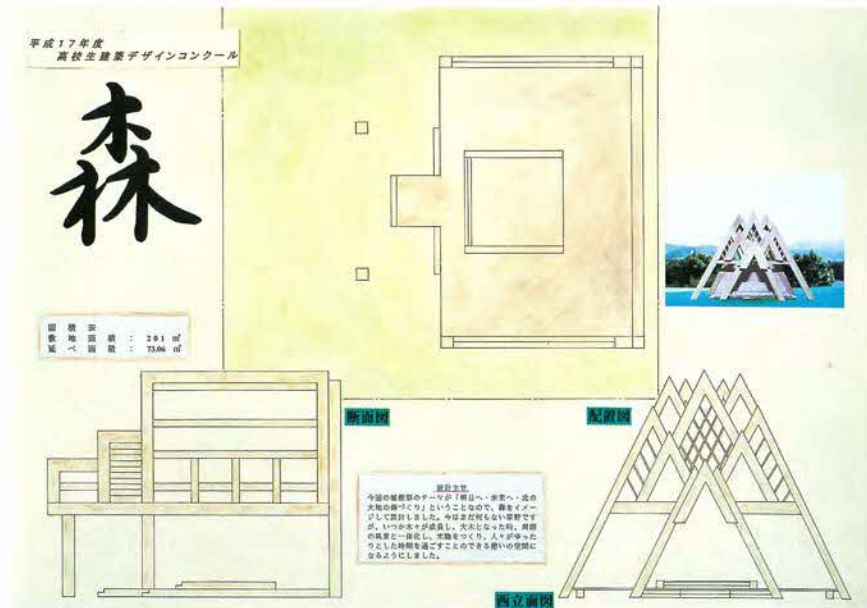 平成17年度
高校生建築デザインコンクール
森
面積表
敷地面積：201㎡
延べ面積：73.06㎡
断面図
配置図
設計主旨
今回の植樹祭のテーマが「明日へ・未来へ・北の
大地の森づくり」ということなので、森をイメー
ジして設計しました。今はまだ何もない原野です
が、いつか木々が成長し、大木となった時、周囲
の風景と一体化し、木陰をつくり、人々がゆった
りとした時間を過ごすことのできる憩いの空間に
なるようにしました。
西立面図